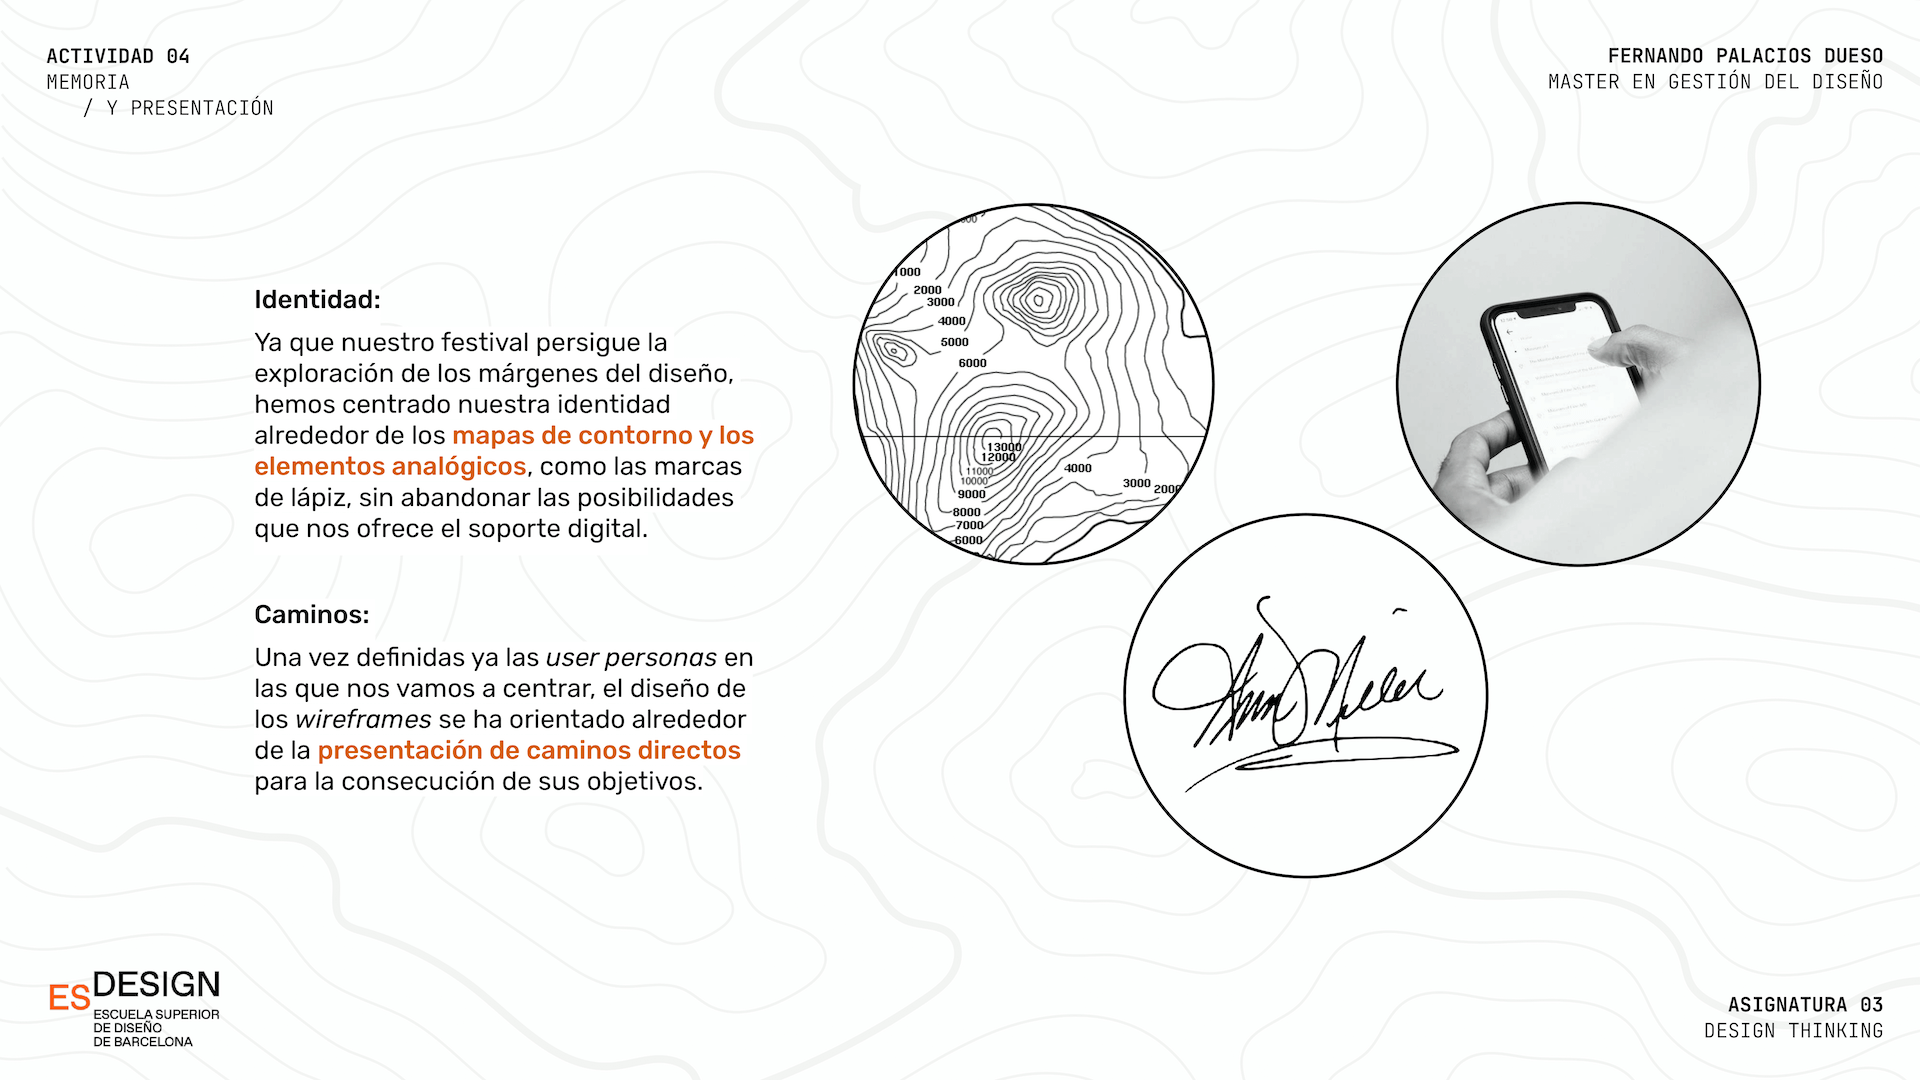 ACTIVIDAD 04
MEMORIA
/ Y PRESENTACIÓN
FERNANDO PALACIOS DUESO
MASTER EN GESTIÓN DEL DISEÑO
Identidad:
Ya que nuestro festival persigue la
exploración de los márgenes del diseño,
hemos centrado nuestra identidad
alrededor de los mapas de contorno y los
elementos analógicos, como las marcas
de lápiz, sin abandonar las posibilidades
que nos ofrece el soporte digital.
Caminos:
Una vez definidas ya las user personas en
las que nos vamos a centrar, el diseño de
los wireframes se ha orientado alrededor
de la presentación de caminos directos
para la consecución de sus objetivos.
1000
2000
3000
4000
5000
6000
13000
12000
11000
10000
9000
8000
7000
6000
4000
3000
2000
ESDESIGN
ESCUELA SUPERIOR
DE DISEÑO
DE BARCELONA
ASIGNATURA 03
DESIGN THINKING